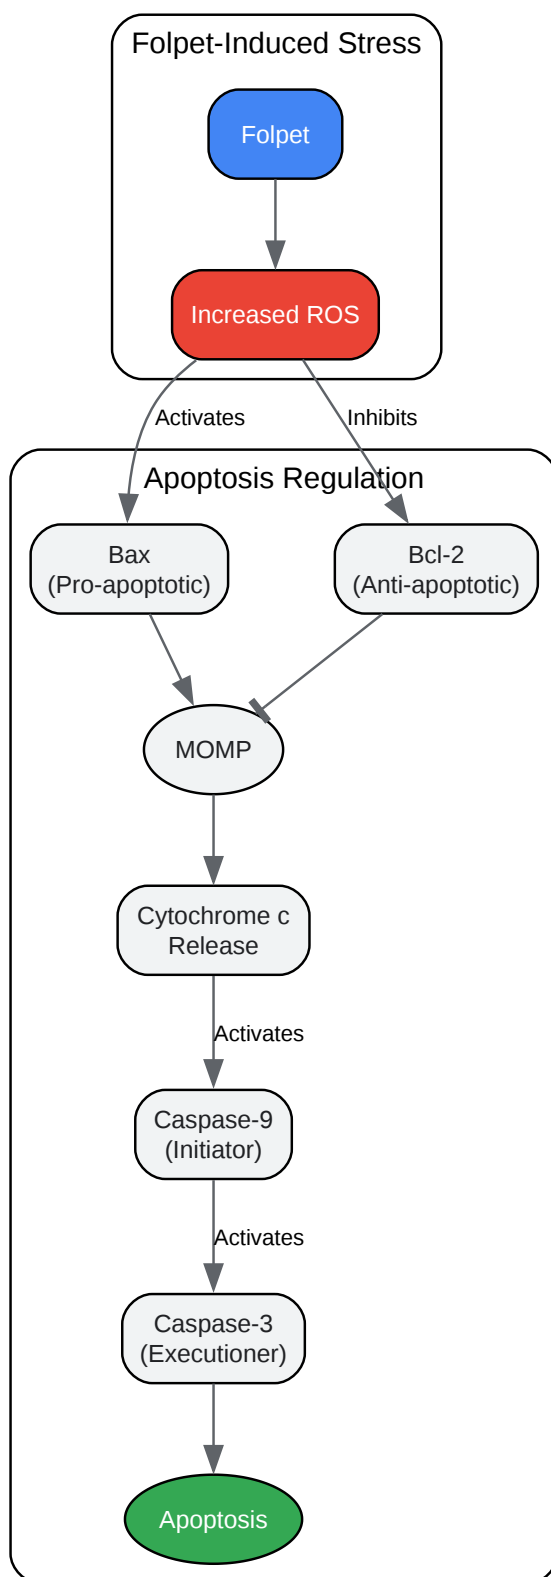 Folpet-Induced Stress
Folpet
Increased ROS
Activates
Inhibits
Apoptosis Regulation
Bax
(Pro-apoptotic)
Bcl-2
(Anti-apoptotic)
MOMP
Cytochrome c
Release
Activates
Caspase-9
(Initiator)
Activates
Caspase-3
(Executioner)
Apoptosis